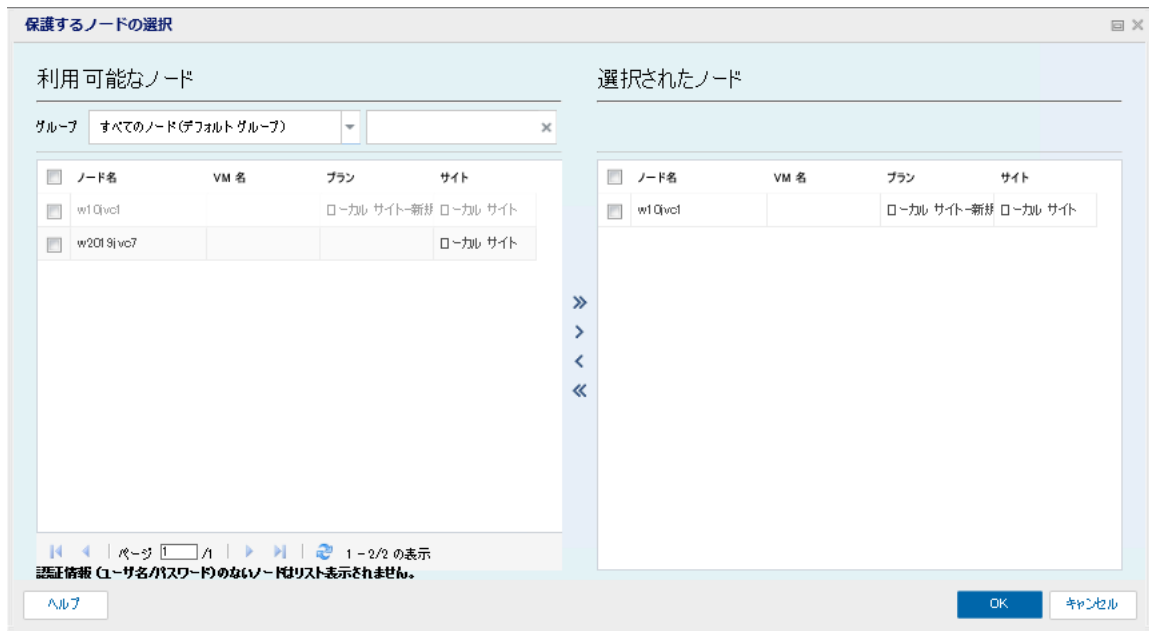 保護するノードの選択
利用可能なノード
選択されたノード
グループ すべてのノード(デフォルト グループ)
ノード名 VM 名 プラン サイト
w10jvc1 ローカル サイト-新規 ローカル サイト
w2019jvc7 ローカル サイト
ノード名 VM 名 プラン サイト
w10jvc1 ローカル サイト-新規 ローカル サイト
ページ 1 /1 1 - 2/2 の表示
認証情報 (ユーザ名/パスワード)のないノードはリスト表示されません。
ヘルプ OK キャンセル